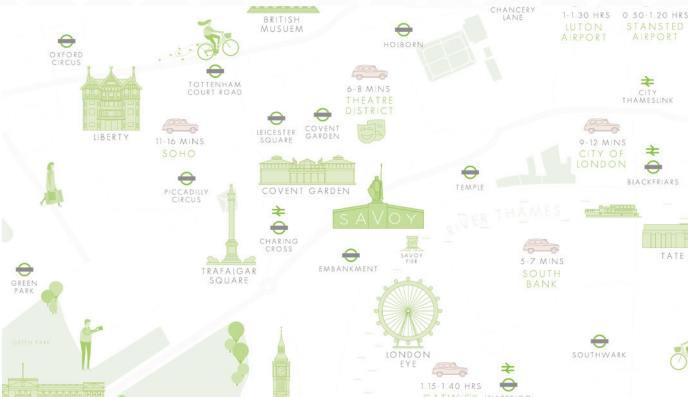 BRITISH
MUSUEM
CHANCERY
LANE
1-1.30 HRS
LUTON
AIRPORT
0.50-1.20 HRS
STANSTED
AIRPORT
OXFORD
CIRCUS
HOLBORN
TOTTENHAM
COURT ROAD
6-8 MINS
THEATRE
DISTRICT
CITY
THAMESLINK
LIBERTY
11-16 MINS
SOHO
LEICESTER
SQUARE
COVENT
GARDEN
9-12 MINS
CITY OF
LONDON
BLACKFRIARS
PICCADILLY
CIRCUS
COVENT GARDEN
TEMPLE
SAVOY
RIVER THAMES
CHARING
CROSS
SAVOY
PIER
TATE
TRAFALGAR
SQUARE
EMBANKMENT
5-7 MINS
SOUTH
BANK
GREEN
PARK
GREEN PARK
LONDON
EYE
SOUTHWARK
1.15-1.40 HRS